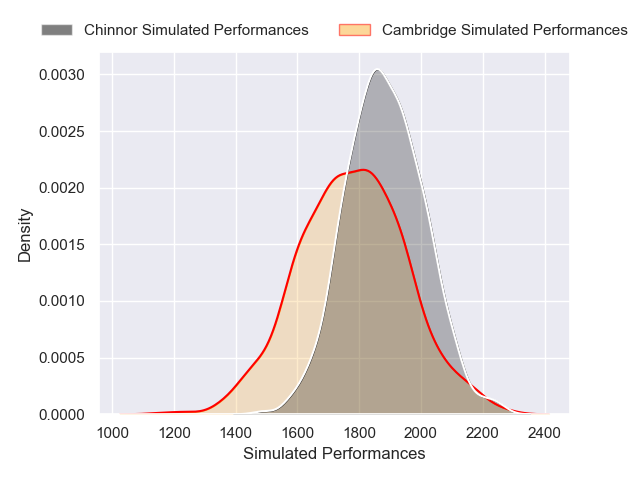 Chinnor Simulated Performances Cambridge Simulated Performances
0.0030
0.0025
0.0020
0.0015
0.0010
0.0005
0.0000
Density
1000 1200 1400 1600 1800 2000 2200 2400
Simulated Performances